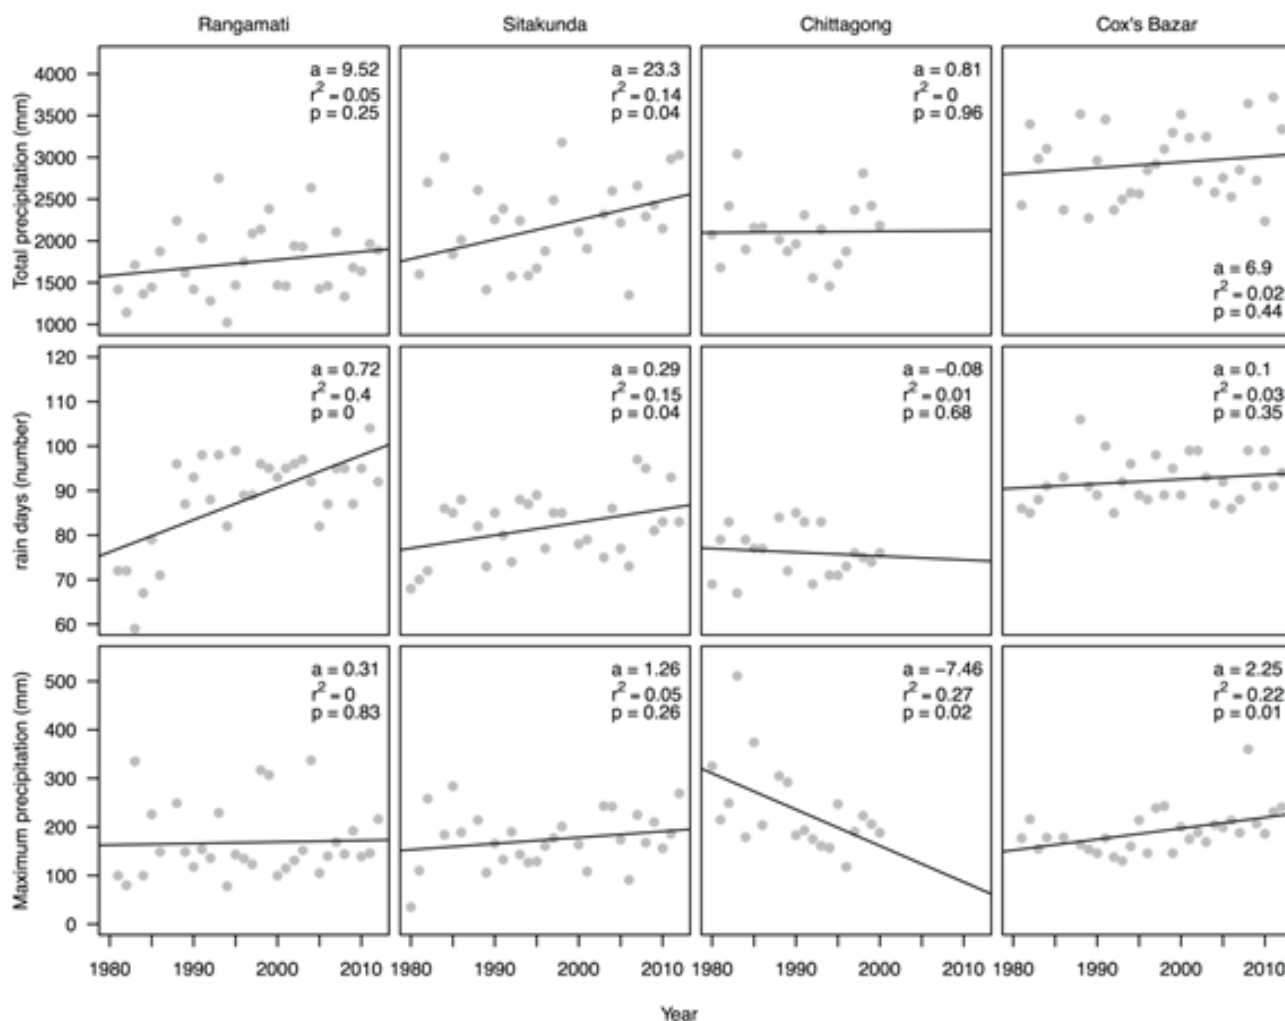 Rangamati Sitakunda Chittagong Cox's Bazar
Total precipitation (mm)
4000
3500
3000
2500
2000
1500
1000
a = 9.52
r² = 0.05
p = 0.25
a = 23.3
r² = 0.14
p = 0.04
a = 0.81
r² = 0
p = 0.96
a = 6.9
r² = 0.02
p = 0.44
rain days (number)
120
110
100
90
80
70
60
a = 0.72
r² = 0.4
p = 0
a = 0.29
r² = 0.15
p = 0.04
a = −0.08
r² = 0.01
p = 0.68
a = 0.1
r² = 0.03
p = 0.35
Maximum precipitation (mm)
500
400
300
200
100
0
a = 0.31
r² = 0
p = 0.83
a = 1.26
r² = 0.05
p = 0.26
a = −7.46
r² = 0.27
p = 0.02
a = 2.25
r² = 0.22
p = 0.01
1980 1990 2000 2010 1980 1990 2000 2010 1980 1990 2000 2010 1980 1990 2000 2010
Year